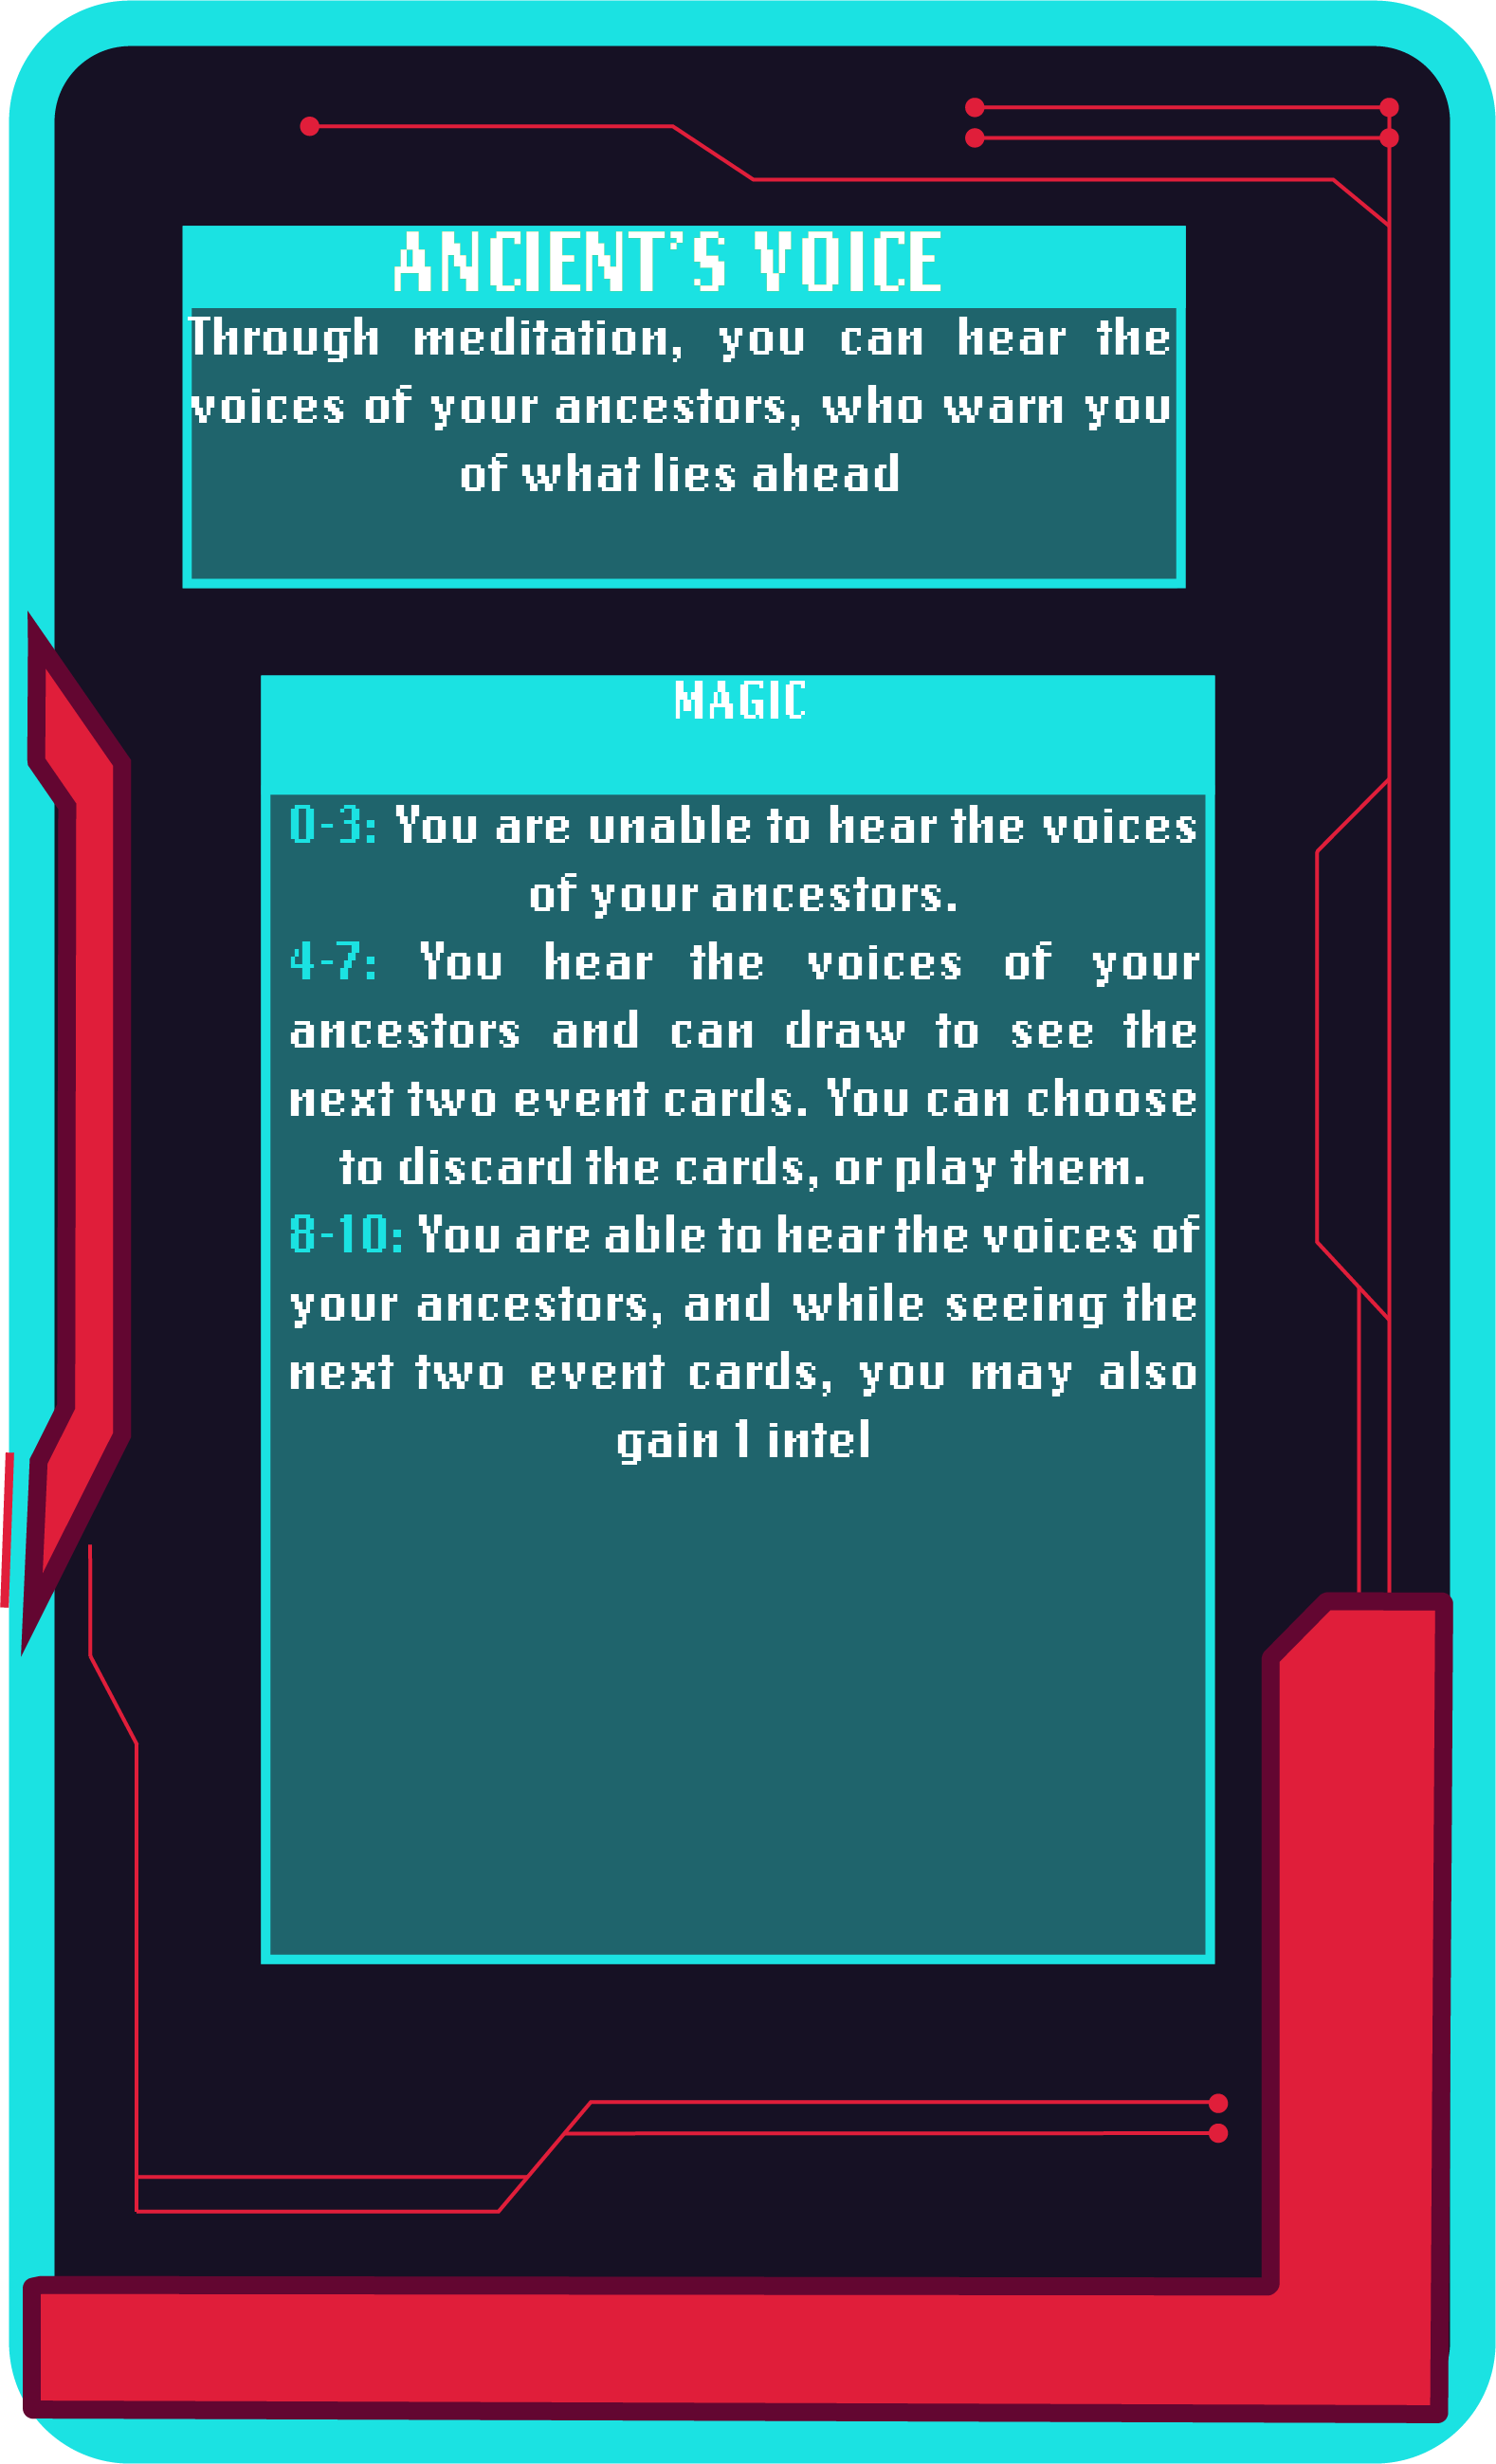 ANCIENT'S VOICE
Through meditation, you can hear the
voices of your ancestors, who warn you
of what lies ahead
MAGIC
0-3: You are unable to hear the voices
of your ancestors.
4-7: You hear the voices of your
ancestors and can draw to see the
next two event cards. You can choose
to discard the cards, or play them.
8-10: You are able to hear the voices of
your ancestors, and while seeing the
next two event cards, you may also
gain 1 intel